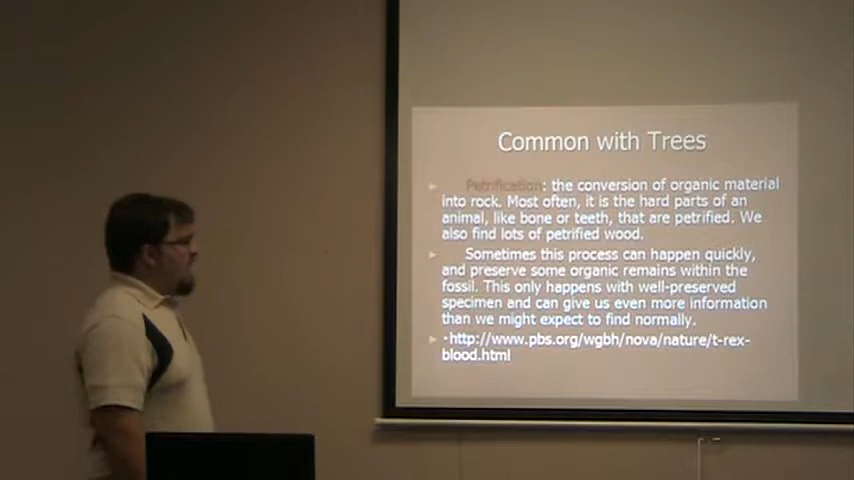 Common with Trees
Petrification: the conversion of organic material
into rock. Most often, it is the hard parts of an
animal, like bone or teeth, that are petrified. We
also find lots of petrified wood.
Sometimes this process can happen quickly,
and preserve some organic remains within the
fossil. This only happens with well-preserved
specimen and can give us even more information
than we might expect to find normally.
·http://www.pbs.org/wgbh/nova/nature/t-rex-
blood.html